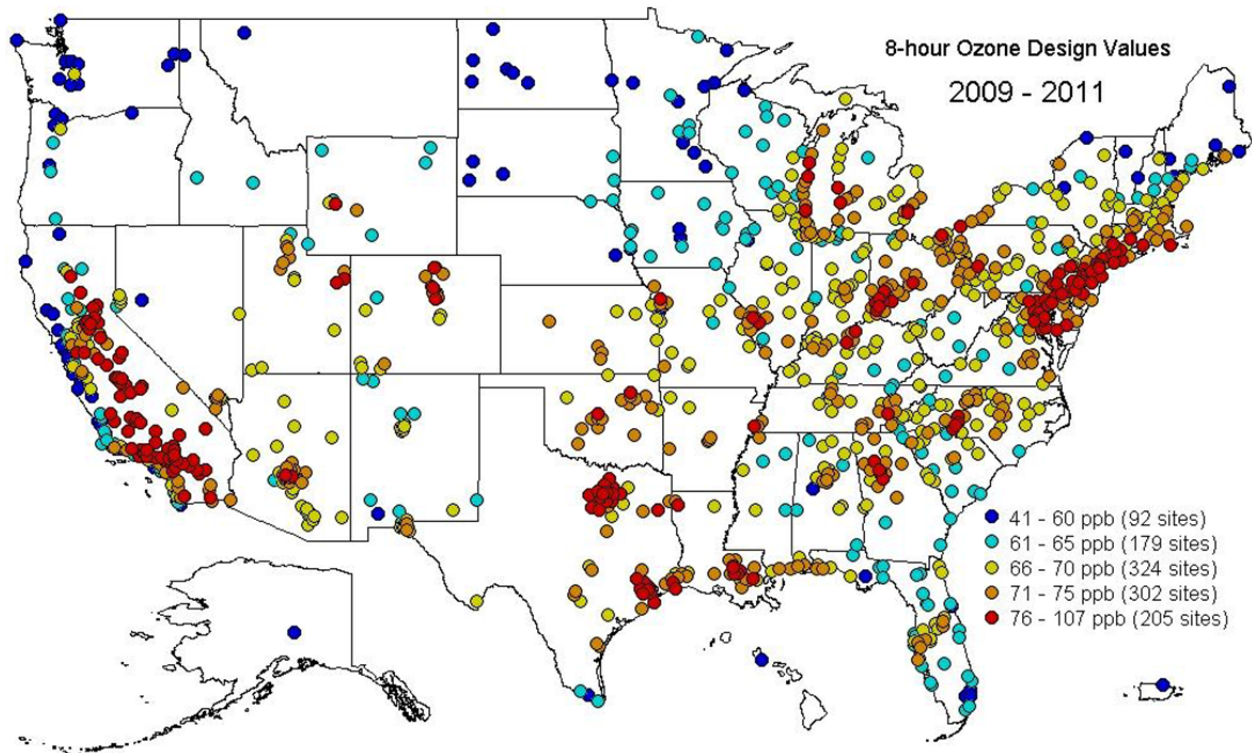 8-hour Ozone Design Values
2009 - 2011
41 - 60 ppb (92 sites)
61 - 65 ppb (179 sites)
66 - 70 ppb (324 sites)
71 - 75 ppb (302 sites)
76 - 107 ppb (205 sites)